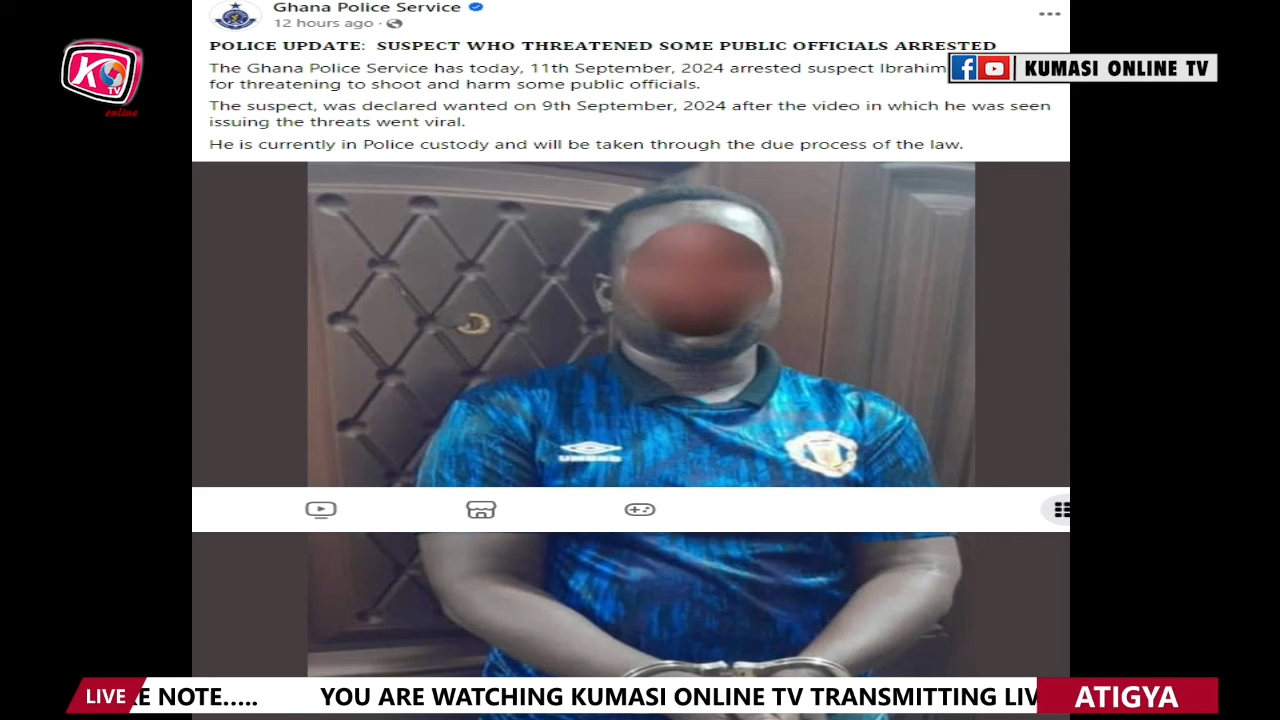 Ghana Police Service
12 hours ago ·
POLICE UPDATE: SUSPECT WHO THREATENED SOME PUBLIC OFFICIALS ARRESTED
The Ghana Police Service has today, 11th September, 2024 arrested suspect Ibrahim
for threatening to shoot and harm some public officials.
The suspect, was declared wanted on 9th September, 2024 after the video in which he was seen
issuing the threats went viral.
He is currently in Police custody and will be taken through the due process of the law.
K TV
online
KUMASI ONLINE TV
UMBRO
LIVE
E NOTE..... YOU ARE WATCHING KUMASI ONLINE TV TRANSMITTING LIV
ATIGYA